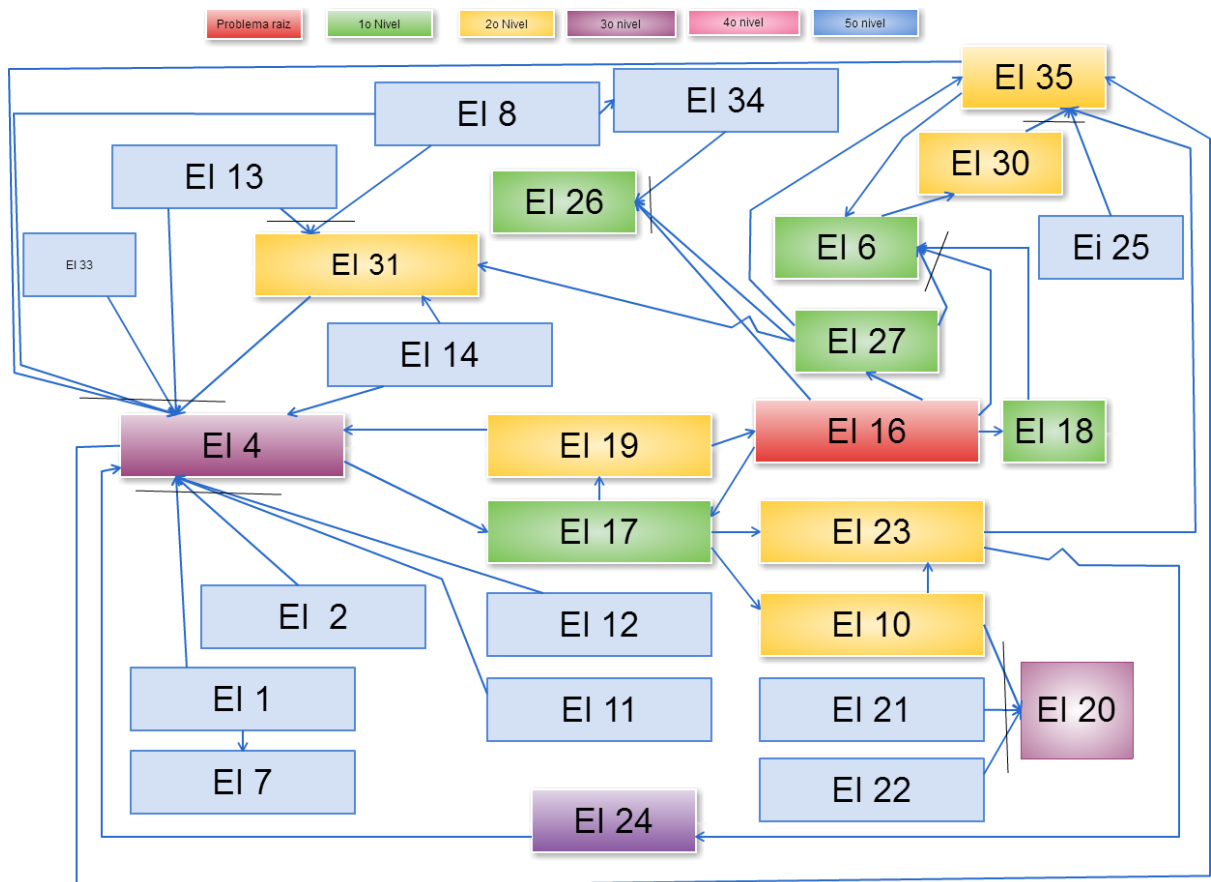 Problema raiz
1o Nivel
2o Nivel
3o nivel
4o nivel
5o nivel
EI 35
EI 8
EI 34
EI 30
EI 13
EI 26
EI 6
Ei 25
EI 33
EI 31
EI 27
EI 14
EI 4
EI 19
EI 16
EI 18
EI 17
EI 23
EI 2
EI 12
EI 10
EI 1
EI 11
EI 21
EI 20
EI 7
EI 22
EI 24